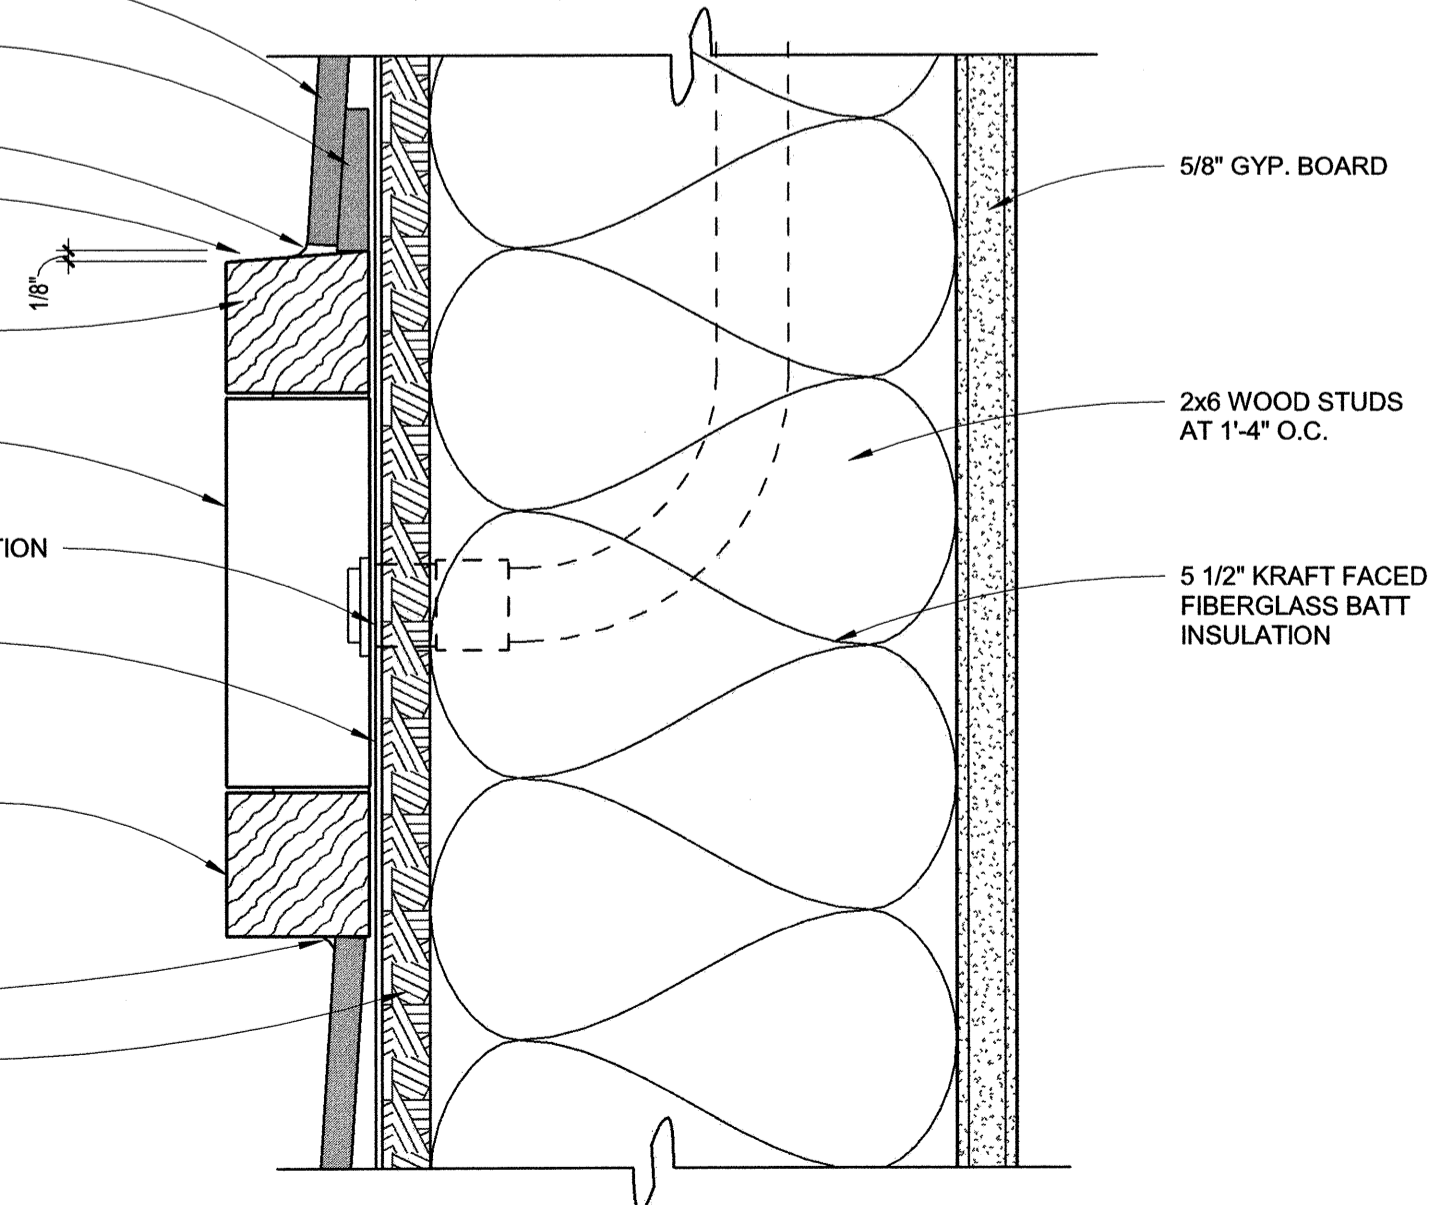 5/8" GYP. BOARD
1/8"
2x6 WOOD STUDS
AT 1'-4" O.C.
TION
5 1/2" KRAFT FACED
FIBERGLASS BATT
INSULATION